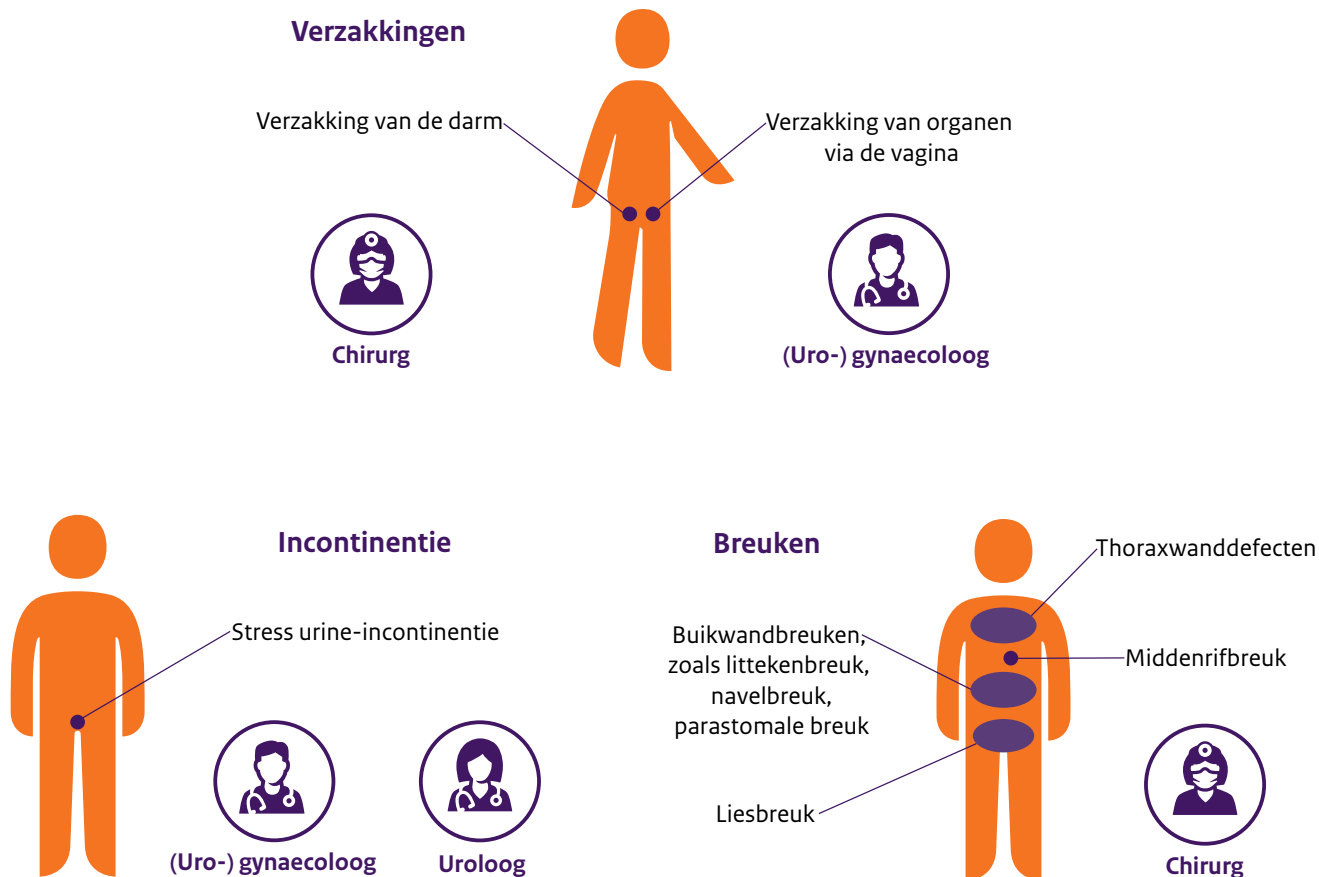 Verzakkingen
Verzakking van de darm
Verzakking van organen
via de vagina
Chirurg
(Uro-) gynaecoloog
Incontinentie
Stress urine-incontinentie
(Uro-) gynaecoloog
Uroloog
Breuken
Thoraxwanddefecten
Buikwandbreuken,
zoals littekenbreuk,
navelbreuk,
parastomale breuk
Middenrifbreuk
Liesbreuk
Chirurg